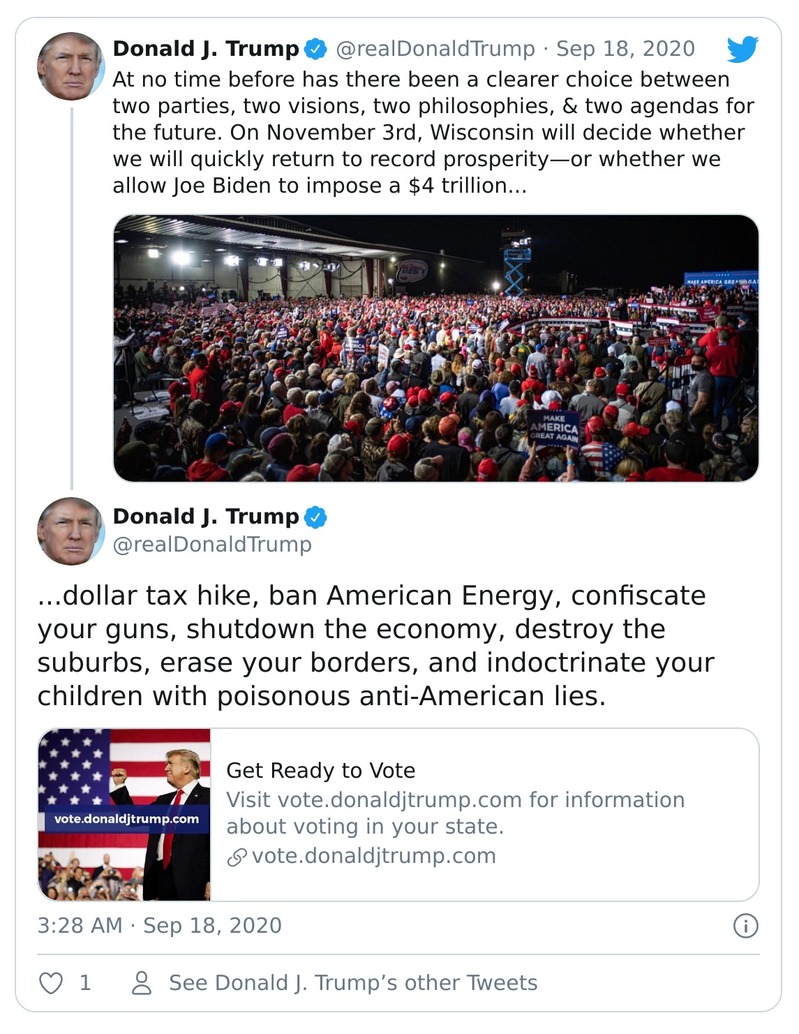 Donald J. Trump @realDonaldTrump · Sep 18, 2020
At no time before has there been a clearer choice between
two parties, two visions, two philosophies, & two agendas for
the future. On November 3rd, Wisconsin will decide whether
we will quickly return to record prosperity—or whether we
allow Joe Biden to impose a $4 trillion...
MAKE AMERICA GREAT AGA
MAKE
AMERICA
GREAT AGAIN
Donald J. Trump
@realDonaldTrump
...dollar tax hike, ban American Energy, confiscate
your guns, shutdown the economy, destroy the
suburbs, erase your borders, and indoctrinate your
children with poisonous anti-American lies.
vote.donaldjtrump.com
Get Ready to Vote
Visit vote.donaldjtrump.com for information
about voting in your state.
vote.donaldjtrump.com
3:28 AM · Sep 18, 2020
1 See Donald J. Trump’s other Tweets